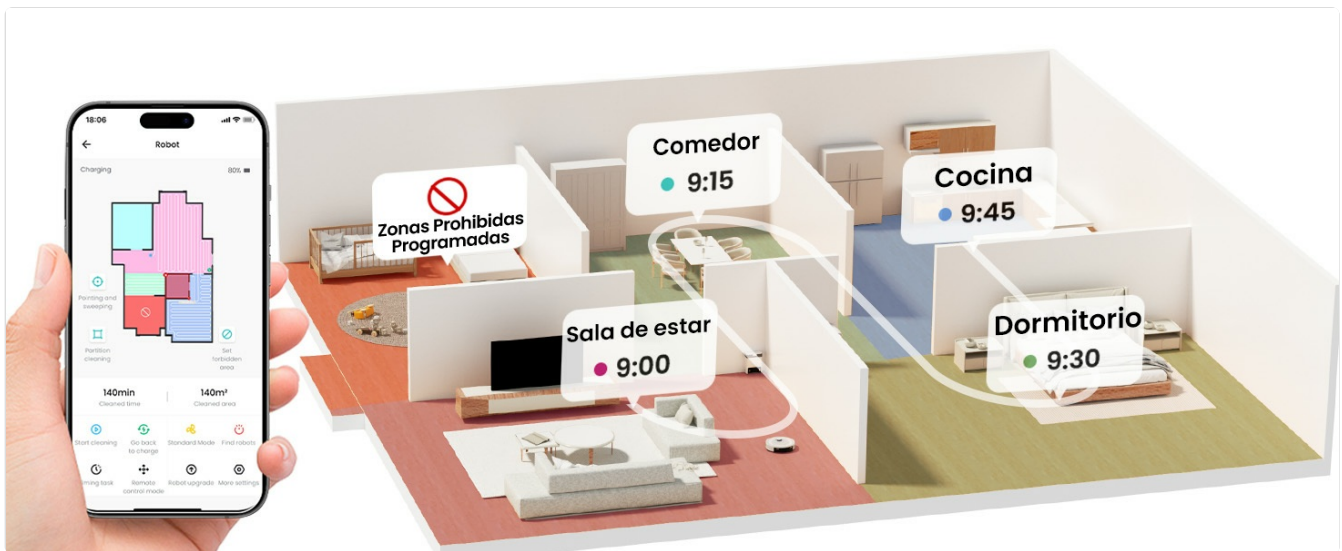 18:06
Robot
Charging
80%
Pointing and
sweeping
Partition
cleaning
Set
forbidden
area
140min
Cleaned time
140m²
Cleaned area
Start cleaning
Go back
to charge
Standard Mode
Find robots
Timing task
Remote
control mode
Robot upgrade
More settings
Zonas Prohibidas
Programadas
Comedor
9:15
Cocina
9:45
Sala de estar
9:00
Dormitorio
9:30